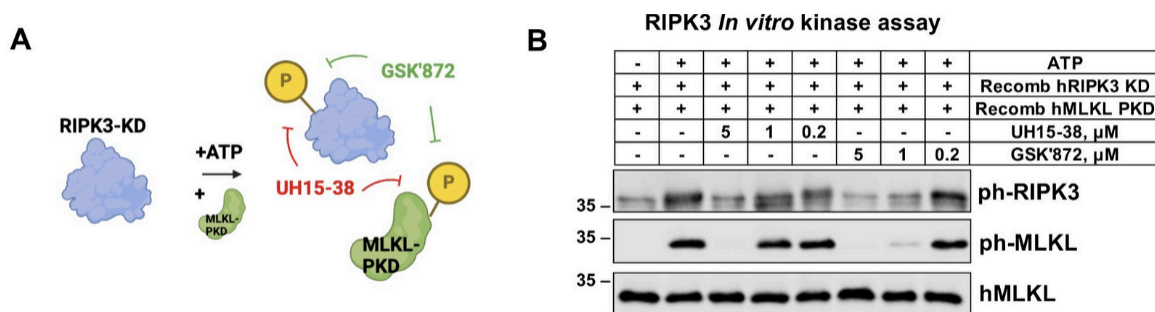 A
P
GSK'872
RIPK3-KD
+ATP
+
MLKL-
PKD
UH15-38
P
MLKL-
PKD
B
RIPK3 In vitro kinase assay
- + + + + + + + ATP
+ + + + + + + + Recomb hRIPK3 KD
+ + + + + + + + Recomb hMLKL PKD
- - 5 1 0.2 - - - UH15-38, µM
- - - - - 5 1 0.2 GSK'872, µM
35 – ph-RIPK3
35 – ph-MLKL
35 – hMLKL